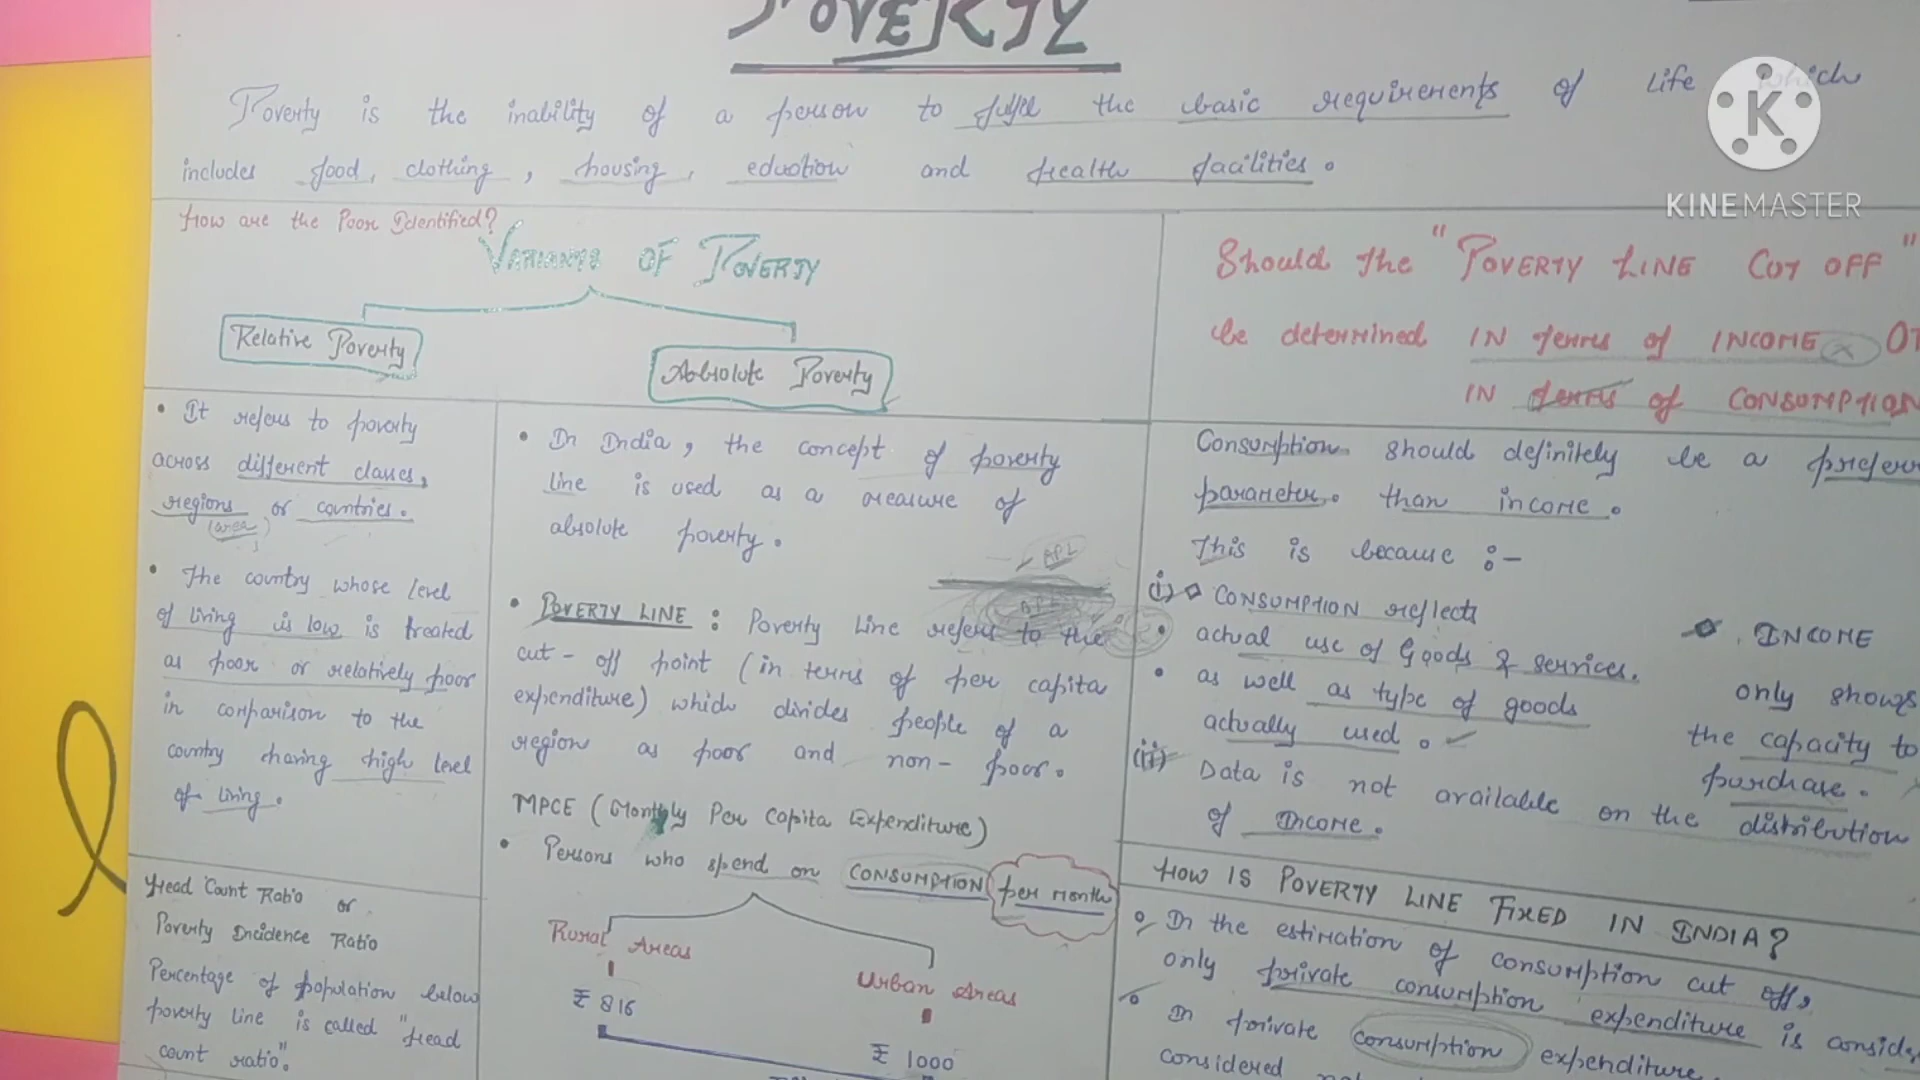 POVERTY
Poverty is the inability of a person to fulfil the basic requirements of life which
includes food, clothing, housing, eduation and health facilities.
K
KINEMASTER
How are the Poor Identified?
VARIANTS OF POVERTY
Relative Poverty
Absolute Poverty
• It refers to poverty
across different classes,
regions or countries.
(area)
• The country whose level
of living is low is treated
as poor or relatively poor
in comparison to the
country having high level
of living.
Head Count Ratio or
Poverty Incidence Ratio
Percentage of population below
poverty line is called "Head
count ratio".
• In India, the concept of poverty
line is used as a measure of
absolute poverty.
APL
BPL
• POVERTY LINE : Poverty Line refers to the
cut-off point (in terms of per capita
expenditure) which divides people of a
region as poor and non-poor.
MPCE (Monthly Per Capita Expenditure)
• Persons who spend on CONSUMPTION per month
Rural Areas
Urban Areas
₹ 816
₹ 1000
Should the "POVERTY LINE CUT OFF"
be determined IN terms of INCOME
IN terms of CONSUMPTION
Consumption should definitely be a
parameter. than income.
This is because :-
(i) CONSUMPTION reflects
• actual use of Goods & services.
• as well as type of goods
actually used.
INCOME
only shows
the capacity to
purchase.
(ii) Data is not available on the distribution
of Income.
HOW IS POVERTY LINE FIXED IN INDIA?
In the estimation of consumption cut off,
only private consumption expenditure is
In private consumption expenditure
considered